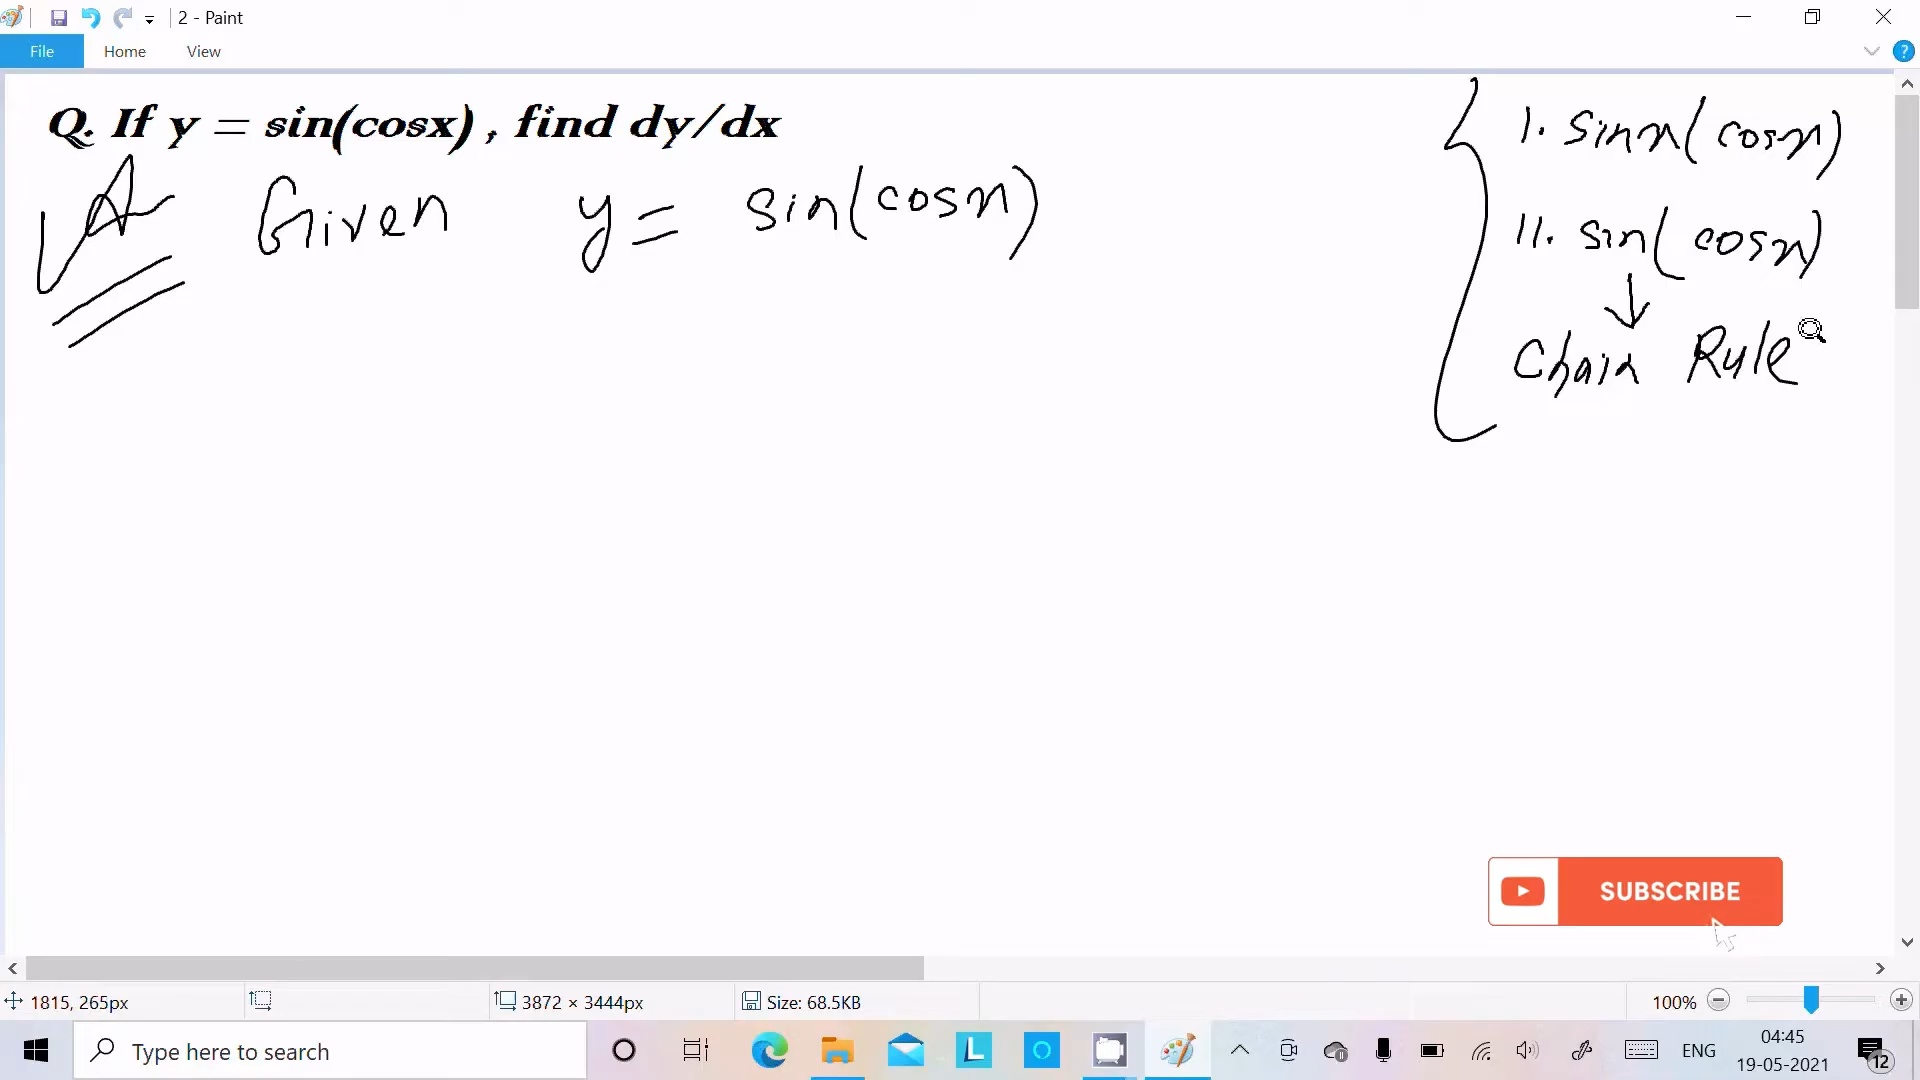 2 - Paint
File Home View
Q. If y = sin(cosx) , find dy/dx
Given y = sin(cosx)
I. sinx(cosx)
II. sin(cosx)
↓
Chain Rule
SUBSCRIBE
1815, 265px 3872 × 3444px Size: 68.5KB 100%
Type here to search
L
ENG
04:45
19-05-2021
12